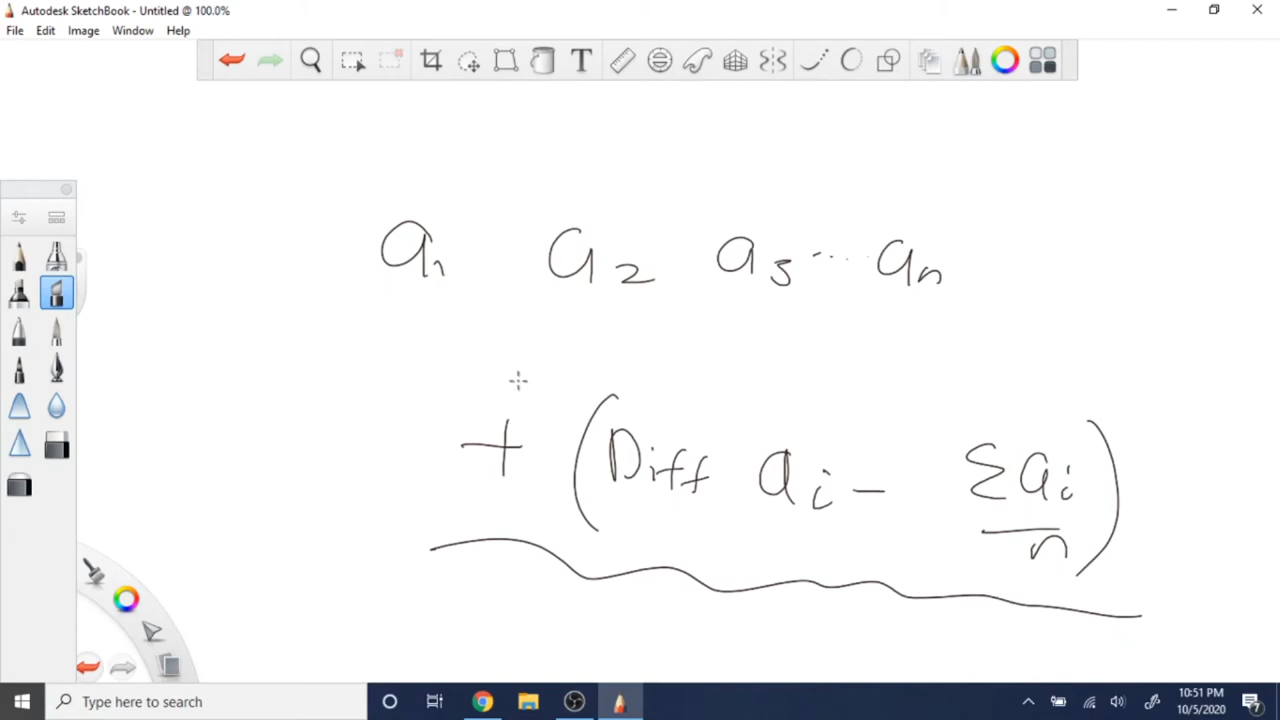 Autodesk SketchBook - Untitled @ 100.0%
File Edit Image Window Help
T
a₁ a₂ a₃ ... aₙ
+ (Diff aᵢ - Σaᵢ/n)
Type here to search
10:51 PM
10/5/2020
7